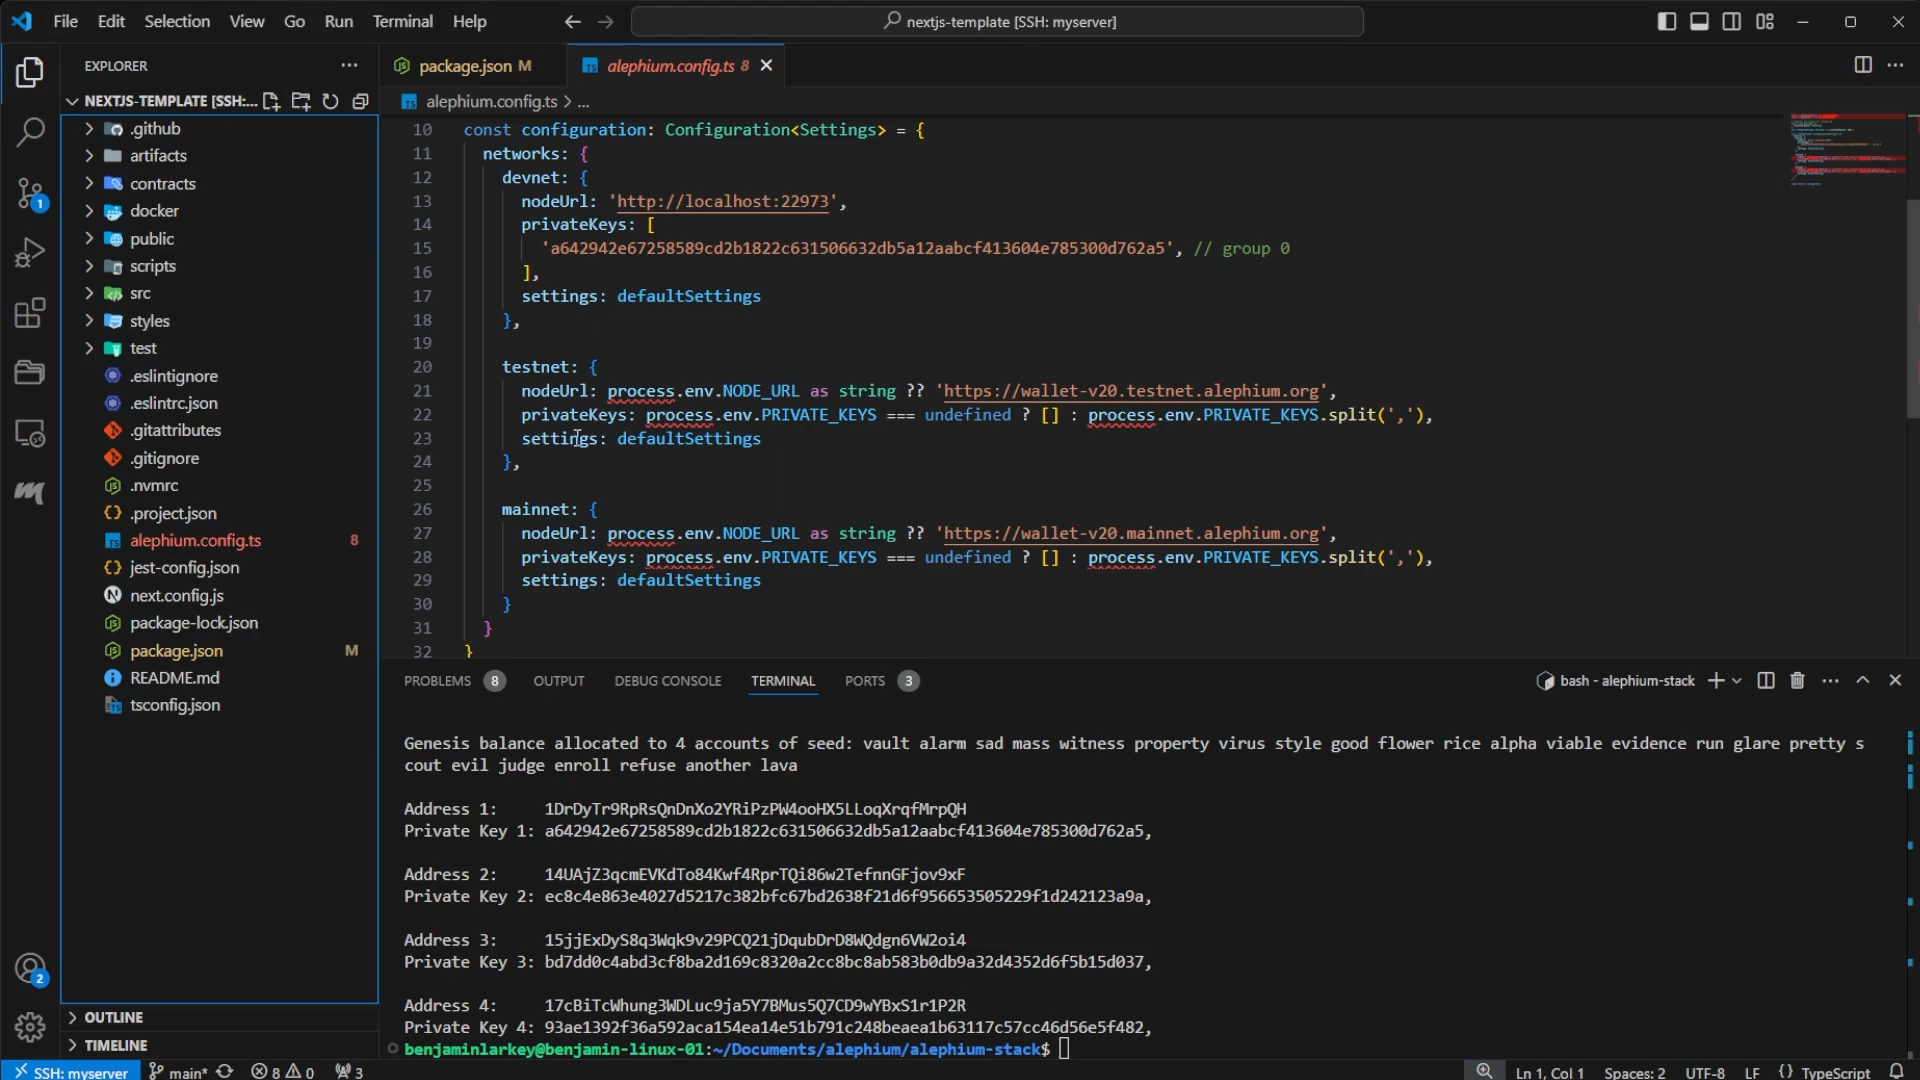 File Edit Selection View Go Run Terminal Help
nextjs-template [SSH: myserver]
EXPLORER
NEXTJS-TEMPLATE [SSH:...
.github
artifacts
contracts
docker
public
scripts
src
styles
test
.eslintignore
.eslintrc.json
.gitattributes
.gitignore
.nvmrc
.project.json
alephium.config.ts 8
jest-config.json
next.config.js
package-lock.json
package.json M
README.md
tsconfig.json
OUTLINE
TIMELINE
1
2
package.json M
alephium.config.ts 8
alephium.config.ts > ...
10 const configuration: Configuration<Settings> = {
11 networks: {
12 devnet: {
13 nodeUrl: 'http://localhost:22973',
14 privateKeys: [
15 'a642942e67258589cd2b1822c631506632db5a12aabcf413604e785300d762a5', // group 0
16 ],
17 settings: defaultSettings
18 },
19
20 testnet: {
21 nodeUrl: process.env.NODE_URL as string ?? 'https://wallet-v20.testnet.alephium.org',
22 privateKeys: process.env.PRIVATE_KEYS === undefined ? [] : process.env.PRIVATE_KEYS.split(','),
23 settings: defaultSettings
24 },
25
26 mainnet: {
27 nodeUrl: process.env.NODE_URL as string ?? 'https://wallet-v20.mainnet.alephium.org',
28 privateKeys: process.env.PRIVATE_KEYS === undefined ? [] : process.env.PRIVATE_KEYS.split(','),
29 settings: defaultSettings
30 }
31 }
32 }
PROBLEMS 8 OUTPUT DEBUG CONSOLE TERMINAL PORTS 3
bash - alephium-stack
Genesis balance allocated to 4 accounts of seed: vault alarm sad mass witness property virus style good flower rice alpha viable evidence run glare pretty s
cout evil judge enroll refuse another lava
Address 1: 1DrDyTr9RpRsQnDnXo2YRiPzPW4ooHX5LLoqXrqfMrpQH
Private Key 1: a642942e67258589cd2b1822c631506632db5a12aabcf413604e785300d762a5,
Address 2: 14UAjZ3qcmEVKdTo84Kwf4RprTQi86w2TefnnGFjov9xF
Private Key 2: ec8c4e863e4027d5217c382bfc67bd2638f21d6f956653505229f1d242123a9a,
Address 3: 15jjExDyS8q3Wqk9v29PCQ21jDqubDrD8WQdgn6VW2oi4
Private Key 3: bd7dd0c4abd3cf8ba2d169c8320a2cc8bc8ab583b0db9a32d4352d6f5b15d037,
Address 4: 17cBiTcWhung3WDLuc9ja5Y7BMus5Q7CD9wYBxS1r1P2R
Private Key 4: 93ae1392f36a592aca154ea14e51b791c248beaea1b63117c57cc46d56e5f482,
benjaminlarkey@benjamin-linux-01:~/Documents/alephium/alephium-stack$
SSH: myserver main* 8 0 3
Ln 1, Col 1 Spaces: 2 UTF-8 LF {} TypeScript